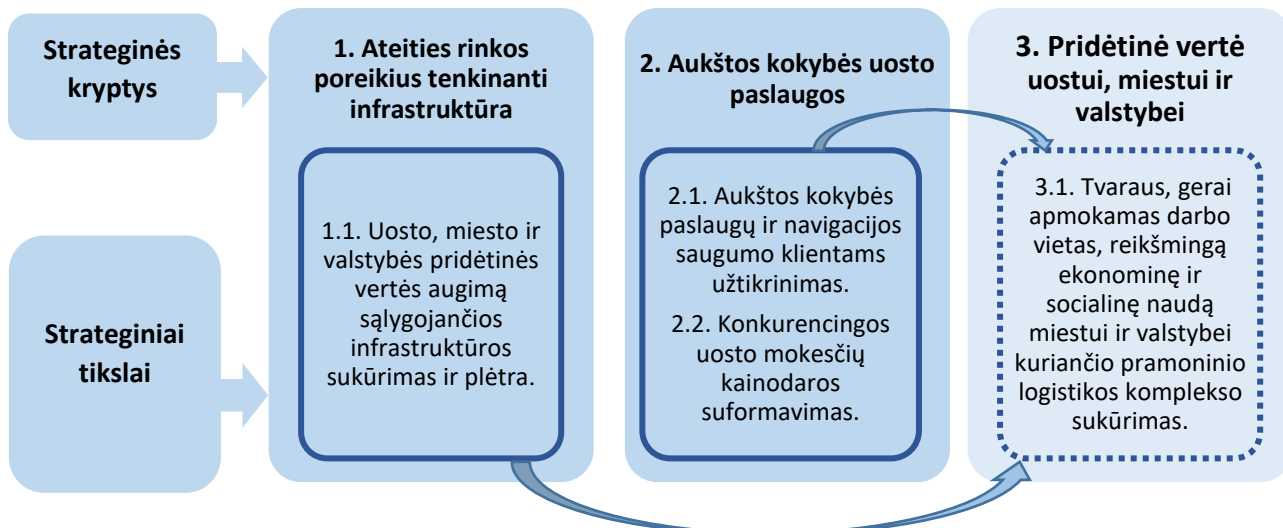 Strateginės
kryptys
1. Ateities rinkos
poreikius tenkinanti
infrastruktūra
2. Aukštos kokybės uosto
paslaugos
3. Pridėtinė vertė
uostui, miestui ir
valstybei
Strateginiai
tikslai
1.1. Uosto, miesto ir
valstybės pridėtinės
vertės augimą
sąlygojančios
infrastruktūros
sukūrimas ir plėtra.
2.1. Aukštos kokybės
paslaugų ir navigacijos
saugumo klientams
užtikrinimas.
2.2. Konkurencingos
uosto mokesčių
kainodaros
suformavimas.
3.1. Tvaraus, gerai
apmokamas darbo
vietas, reikšmingą
ekonominę ir
socialinę naudą
miestui ir valstybei
kuriančio pramoninio
logistikos komplekso
sukūrimas.